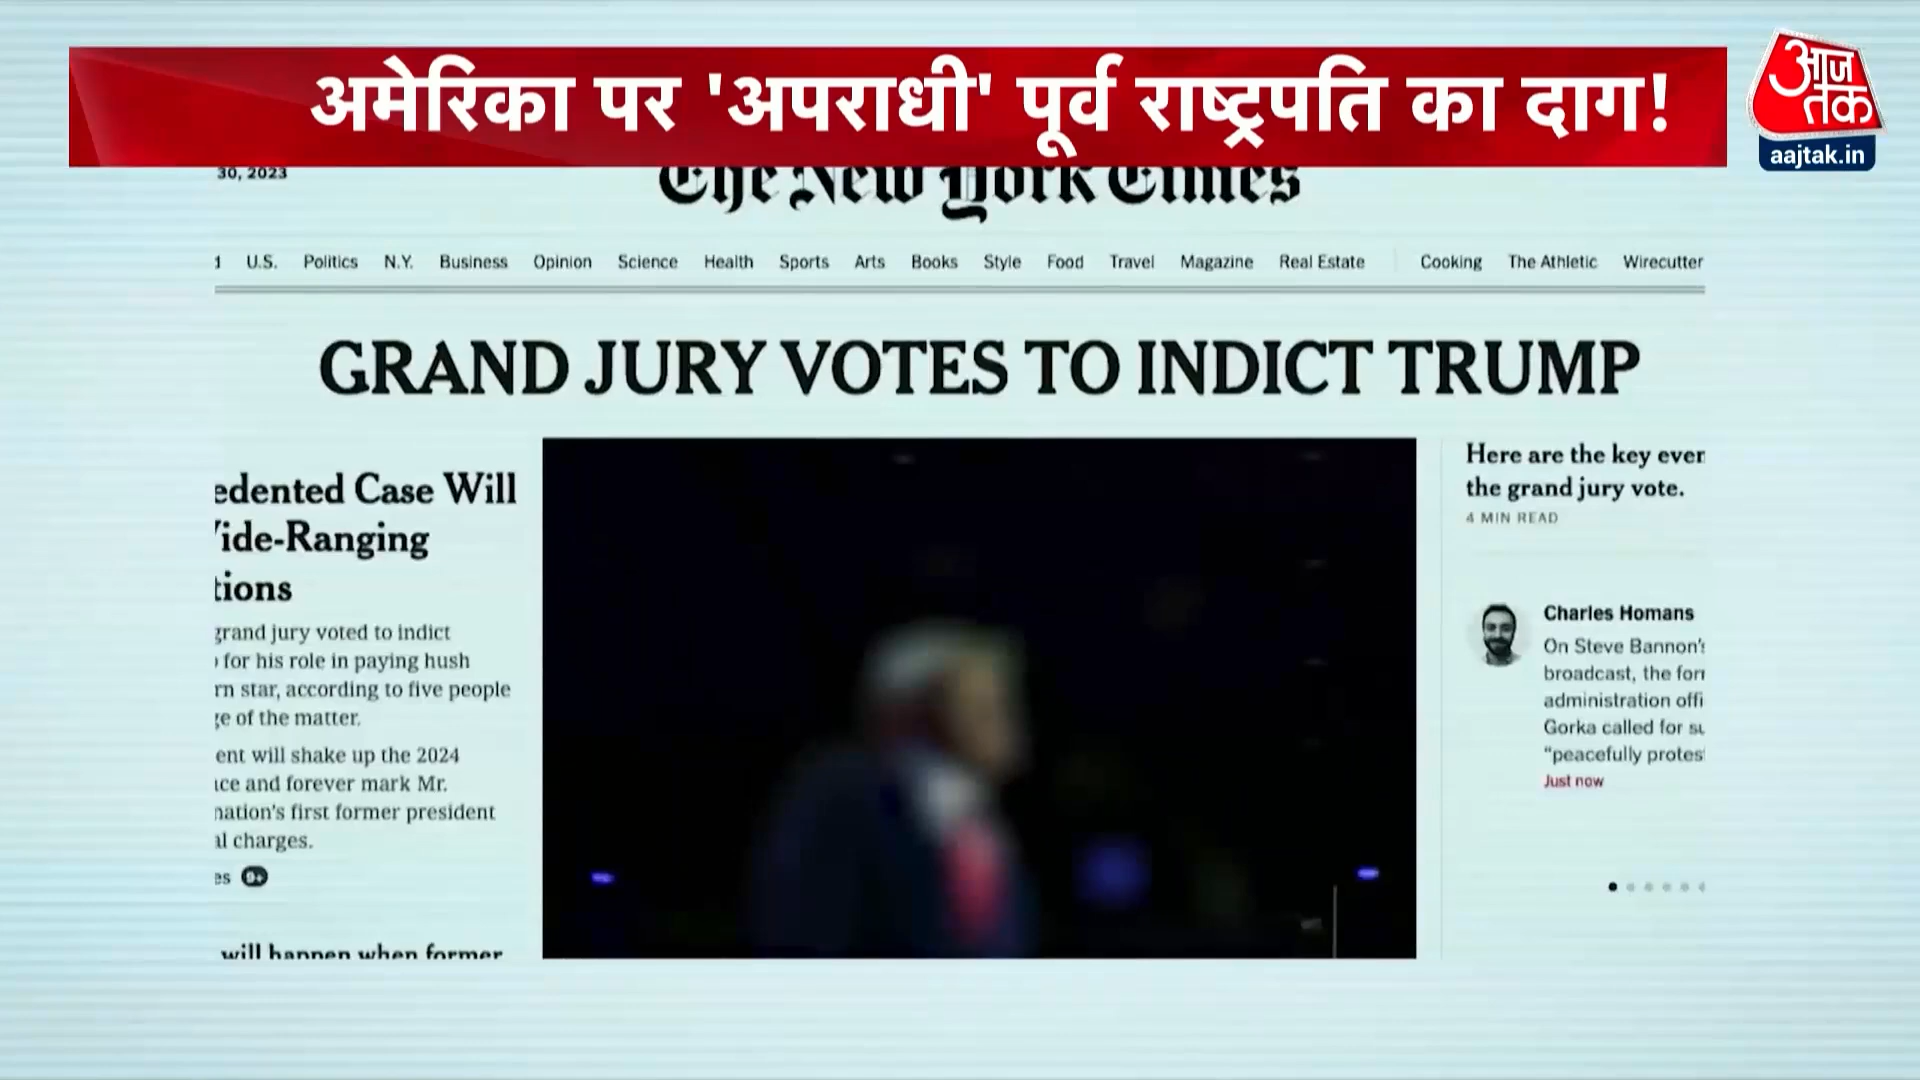 अमेरिका पर 'अपराधी' पूर्व राष्ट्रपति का दाग!
आज
तक
aajtak.in
30, 2023
The New York Times
U.S. Politics N.Y. Business Opinion Science Health Sports Arts Books Style Food Travel Magazine Real Estate Cooking The Athletic Wirecutter
GRAND JURY VOTES TO INDICT TRUMP
edented Case Will
ide-Ranging
tions
grand jury voted to indict
for his role in paying hush
rn star, according to five people
ge of the matter.
ent will shake up the 2024
ce and forever mark Mr.
nation's first former president
al charges.
es 9+
will happen when former
Here are the key even
the grand jury vote.
4 MIN READ
Charles Homans
On Steve Bannon's
broadcast, the for
administration offi
Gorka called for su
“peacefully protes
Just now